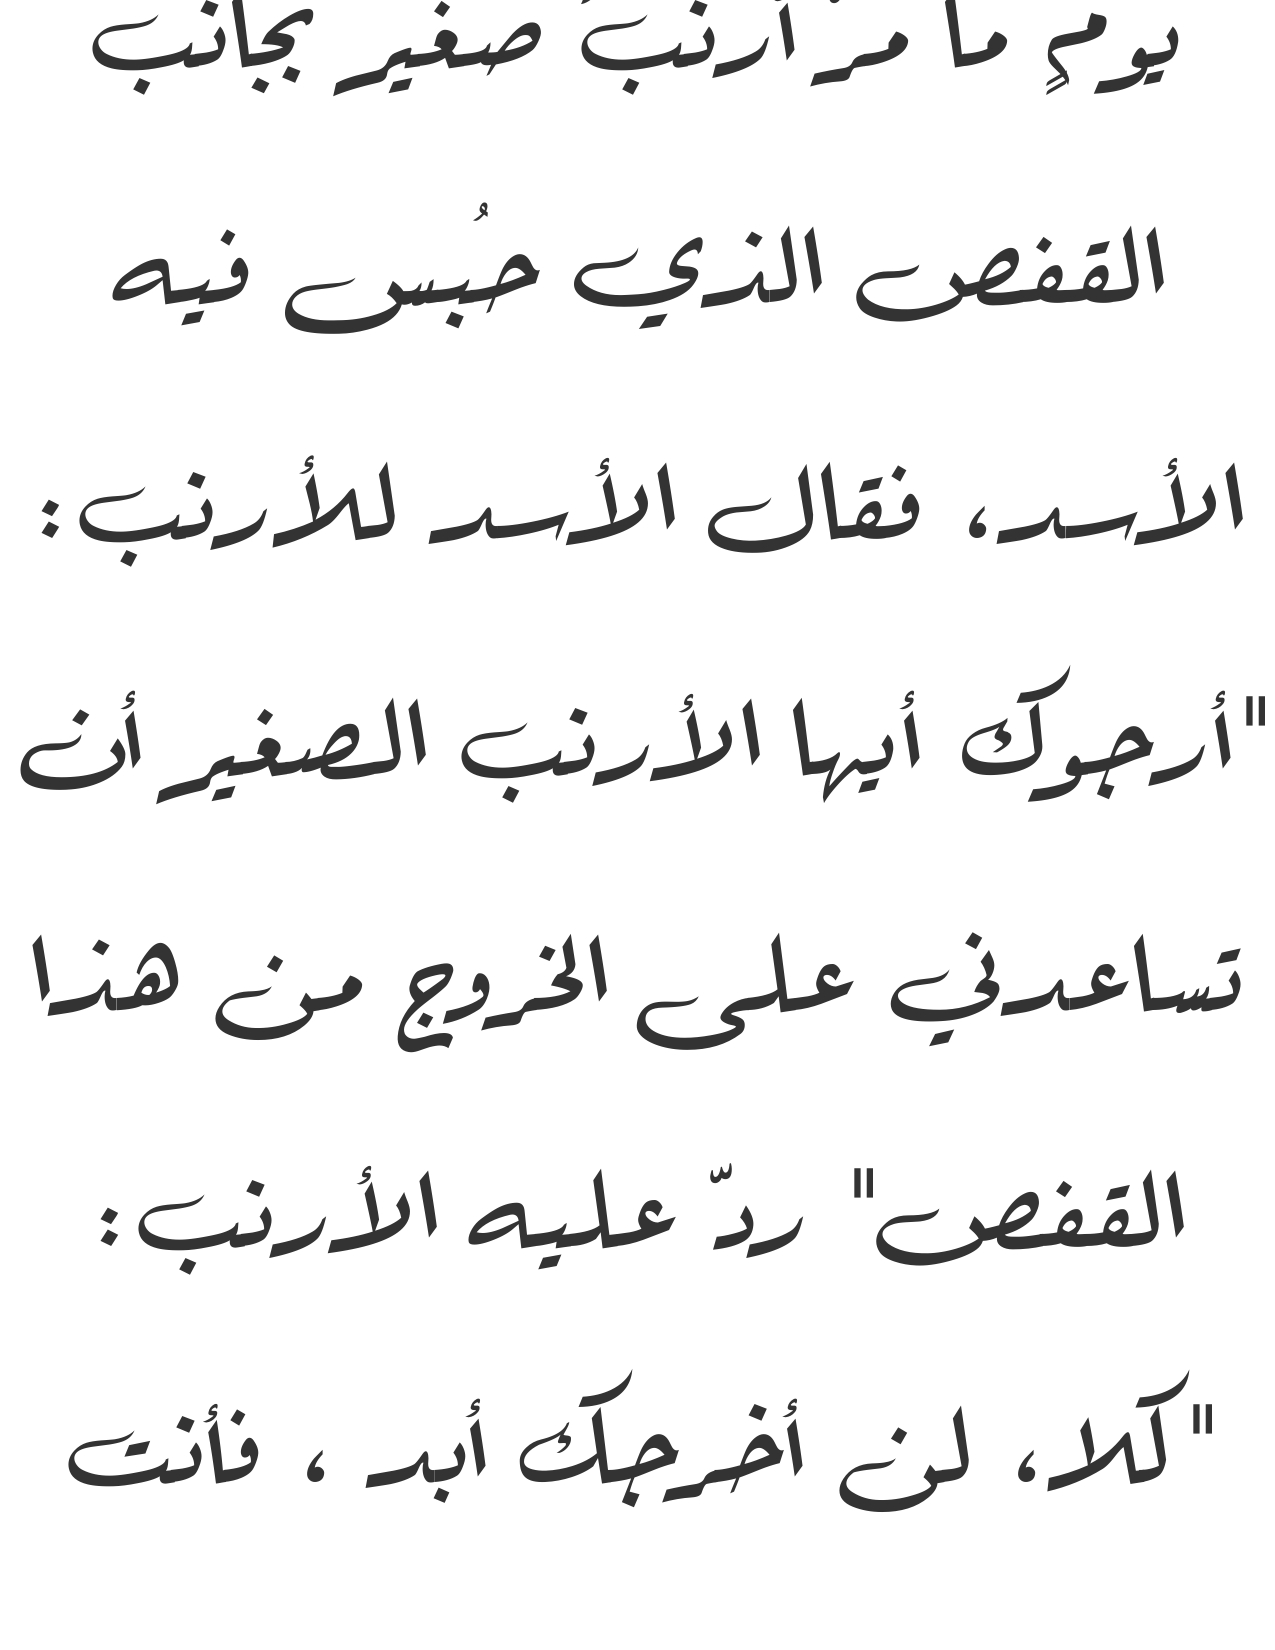 يومٍ ما مرّ أرنبٌ صغير بجانب
القفص الذي حُبس فيه
الأسد، فقال الأسد للأرنب:
"أرجوك أيها الأرنب الصغير أن
تساعدني على الخروج من هذا
القفص" ردّ عليه الأرنب:
"كلا، لن أخرجك أبد ، فأنت